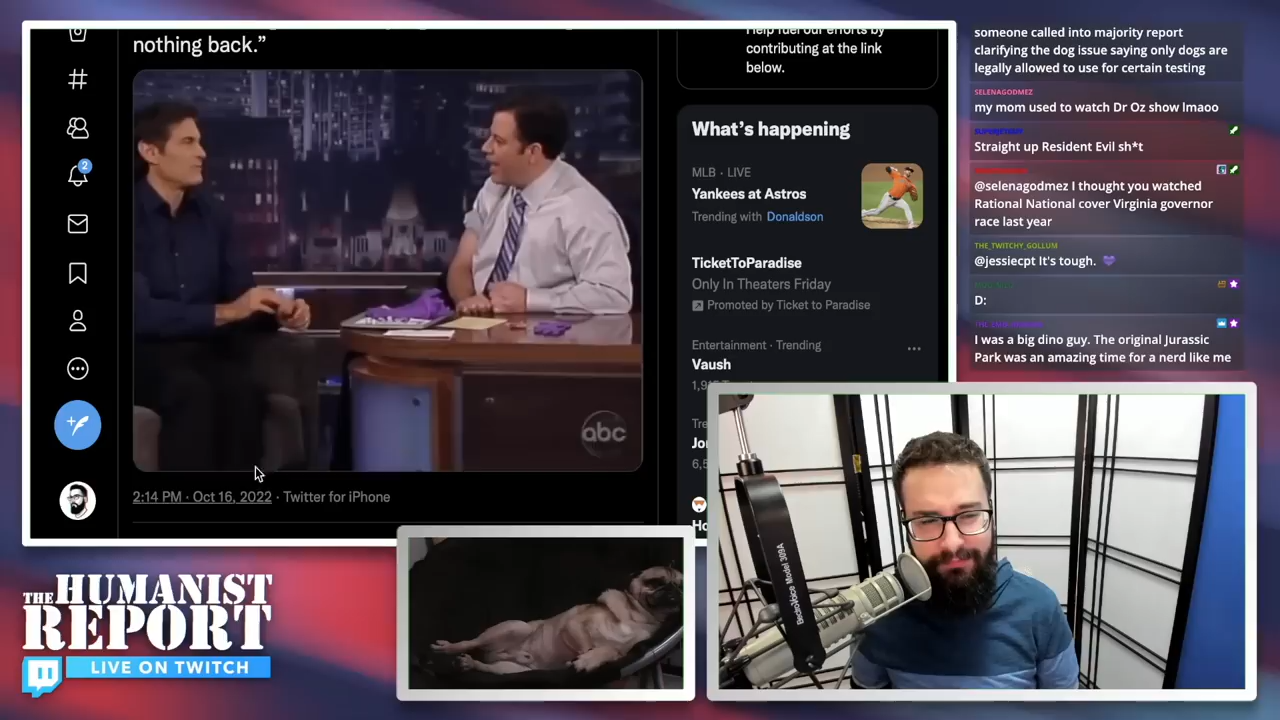 nothing back.”
2
abc
2:14 PM · Oct 16, 2022 · Twitter for iPhone
contributing at the link
below.
What’s happening
MLB · LIVE
Yankees at Astros
Trending with Donaldson
TicketToParadise
Only In Theaters Friday
Promoted by Ticket to Paradise
Entertainment · Trending
Vaush
someone called into majority report
clarifying the dog issue saying only dogs are
legally allowed to use for certain testing
SELENAGODMEZ
my mom used to watch Dr Oz show lmaoo
Straight up Resident Evil sh*t
@selenagodmez I thought you watched
Rational National cover Virginia governor
race last year
THE_TWITCHY_GOLLUM
@jessiecpt It's tough. 💜
D:
I was a big dino guy. The original Jurassic
Park was an amazing time for a nerd like me
ElectroVoice Model 309A
THE HUMANIST
REPORT
LIVE ON TWITCH